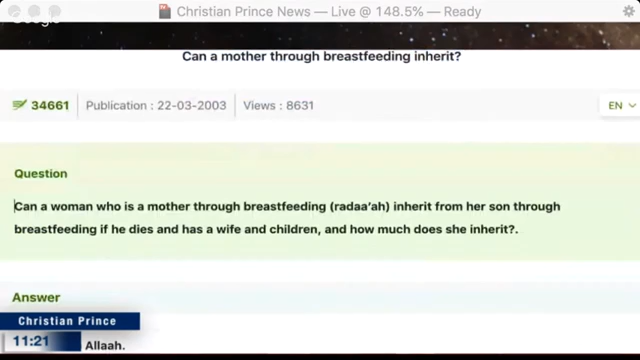 Christian Prince News — Live @ 148.5% — Ready
Google
Can a mother through breastfeeding inherit?
34661
Publication : 22-03-2003
Views : 8631
EN
Question
Can a woman who is a mother through breastfeeding (radaa'ah) inherit from her son through
breastfeeding if he dies and has a wife and children, and how much does she inherit?.
Answer
Christian Prince
11:21
Allaah.